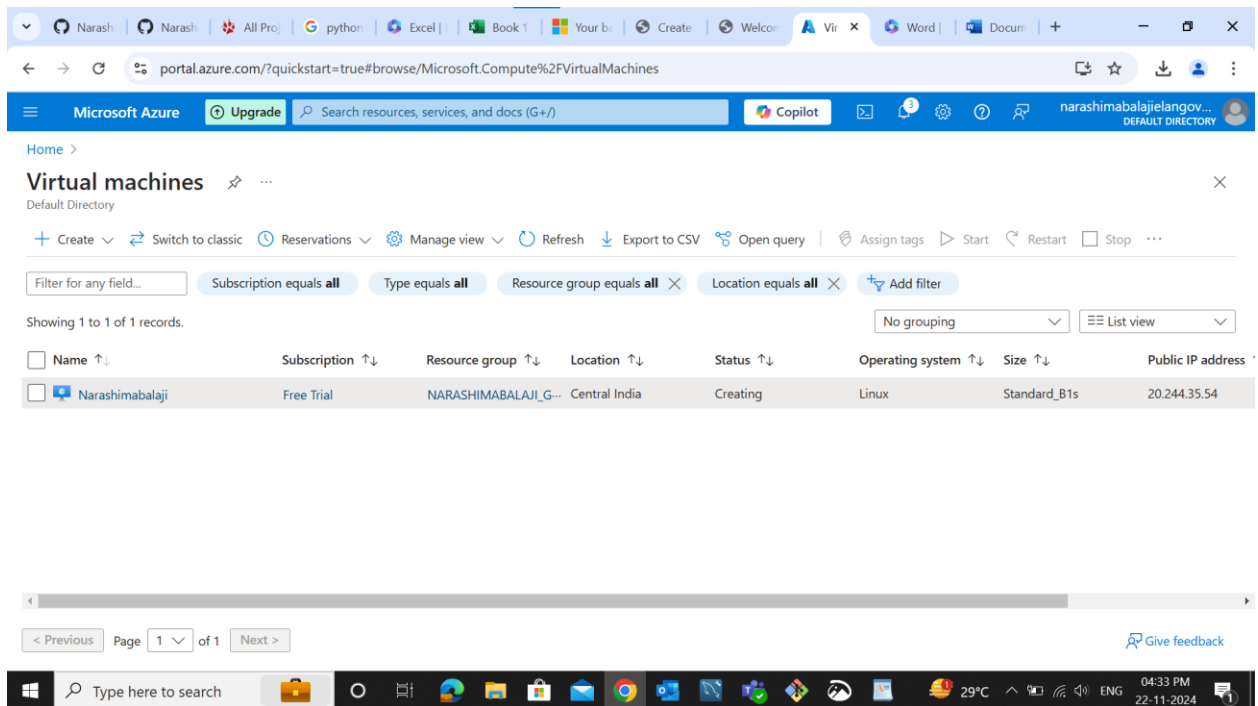 Narash Narash All Proj python Excel | Book 1 Your ba Create Welcon Vir Word | Docum
portal.azure.com/?quickstart=true#browse/Microsoft.Compute%2FVirtualMachines
Microsoft Azure Upgrade Search resources, services, and docs (G+/) Copilot 3 narashimabalajielangov...
DEFAULT DIRECTORY
Home >
Virtual machines ...
Default Directory
+ Create Switch to classic Reservations Manage view Refresh Export to CSV Open query Assign tags Start Restart Stop ...
Filter for any field... Subscription equals all Type equals all Resource group equals all Location equals all Add filter
Showing 1 to 1 of 1 records. No grouping List view
Name Subscription Resource group Location Status Operating system Size Public IP address
Narashimabalaji Free Trial NARASHIMABALAJI_G... Central India Creating Linux Standard_B1s 20.244.35.54
< Previous Page 1 of 1 Next > Give feedback
Type here to search 29°C ENG 04:33 PM
22-11-2024 1